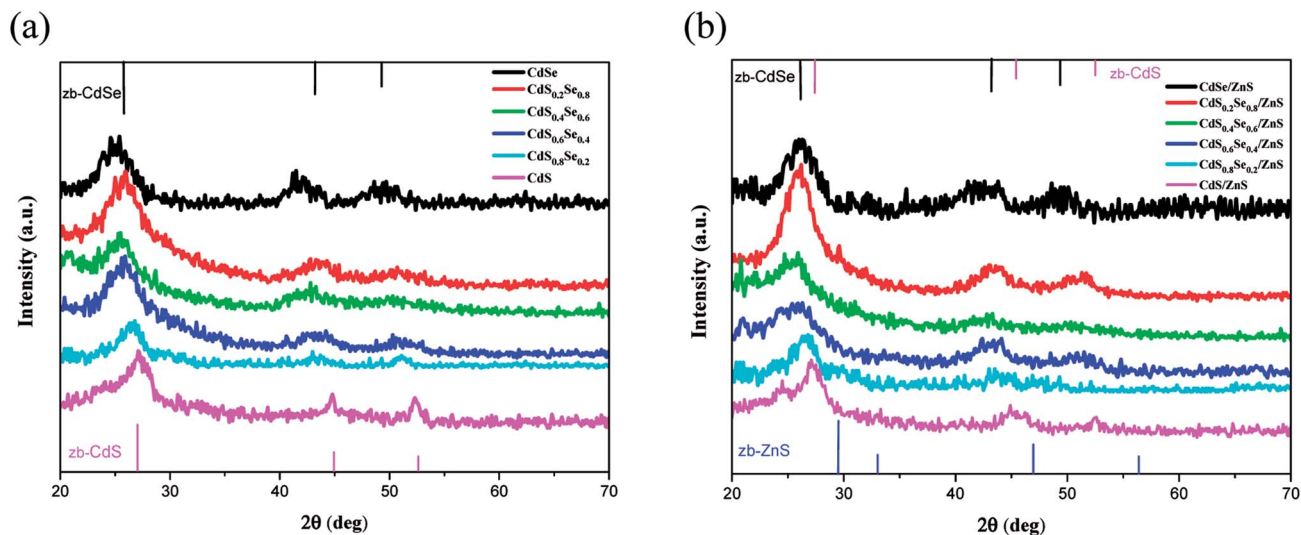 (a)
zb-CdSe
CdSe
CdS0.2Se0.8
CdS0.4Se0.6
CdS0.6Se0.4
CdS0.8Se0.2
CdS
Intensity (a.u.)
zb-CdS
20 30 40 50 60 70
2θ (deg)
(b)
zb-CdSe
zb-CdS
CdSe/ZnS
CdS0.2Se0.8/ZnS
CdS0.4Se0.6/ZnS
CdS0.6Se0.4/ZnS
CdS0.8Se0.2/ZnS
CdS/ZnS
Intensity (a.u.)
zb-ZnS
20 30 40 50 60 70
2θ (deg)